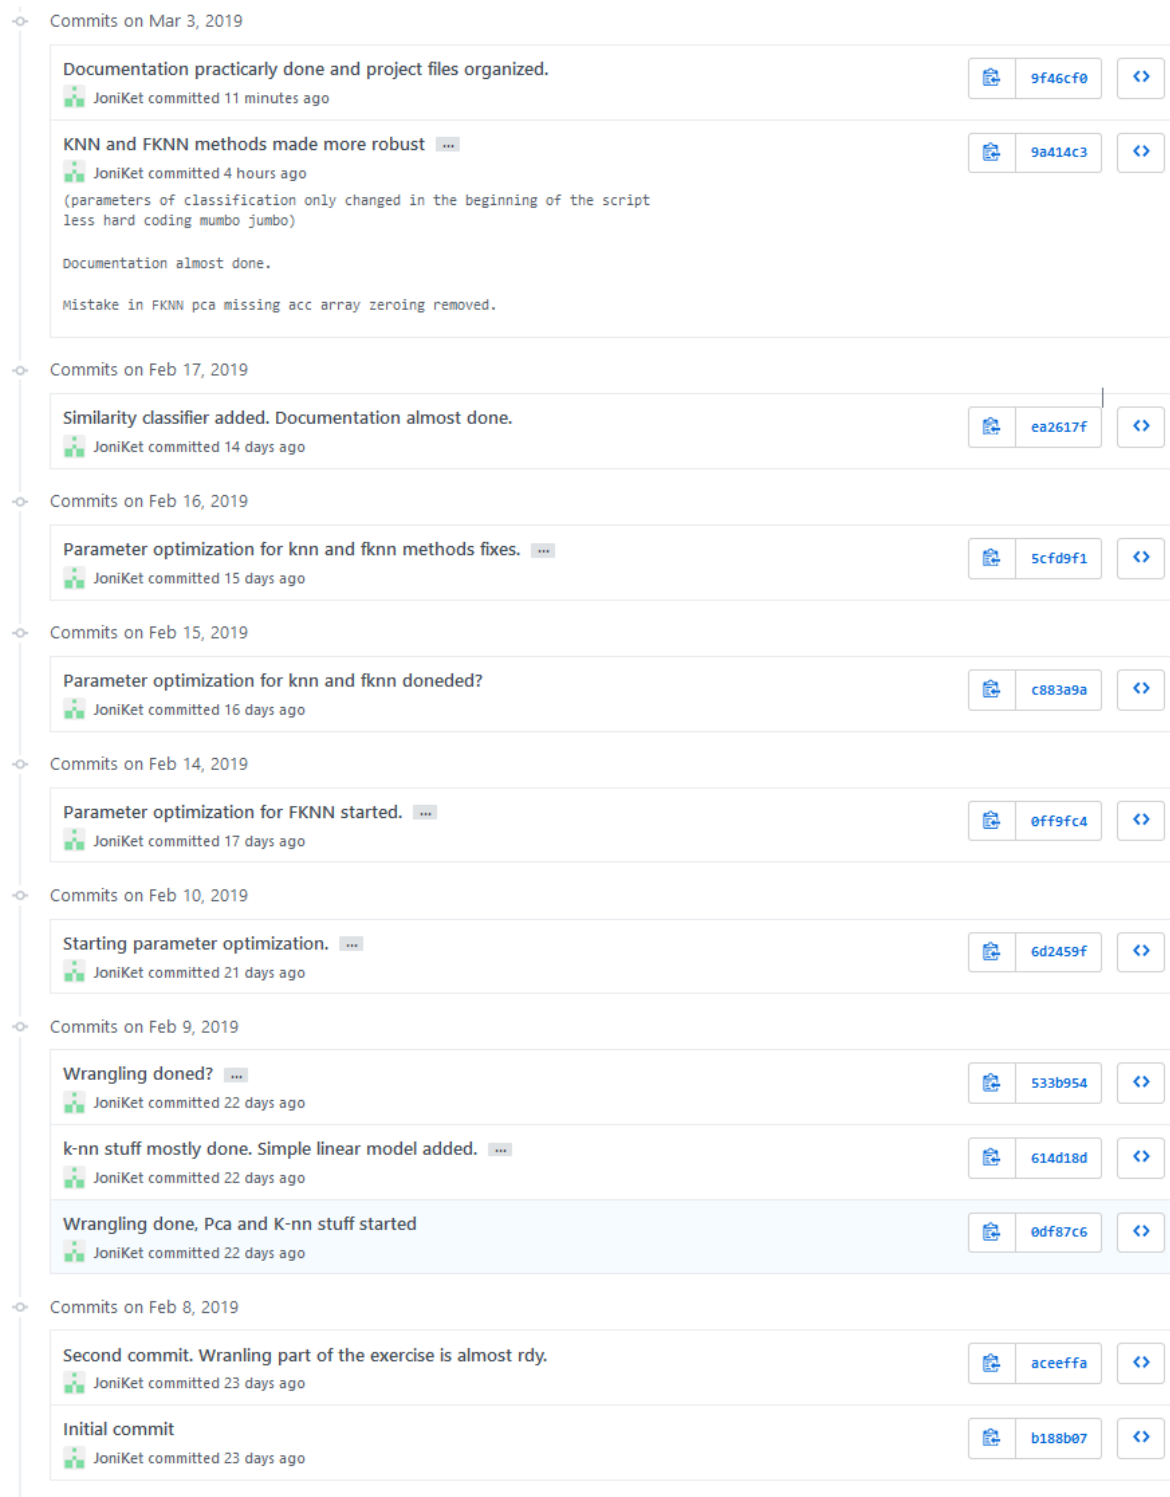 Commits on Mar 3, 2019
Documentation practicarly done and project files organized.
9f46cf0
JoniKet committed 11 minutes ago
KNN and FKNN methods made more robust ...
9a414c3
JoniKet committed 4 hours ago
(parameters of classification only changed in the beginning of the script
less hard coding mumbo jumbo)
Documentation almost done.
Mistake in FKNN pca missing acc array zeroing removed.
Commits on Feb 17, 2019
Similarity classifier added. Documentation almost done.
ea2617f
JoniKet committed 14 days ago
Commits on Feb 16, 2019
Parameter optimization for knn and fknn methods fixes. ...
5cfd9f1
JoniKet committed 15 days ago
Commits on Feb 15, 2019
Parameter optimization for knn and fknn doneded?
c883a9a
JoniKet committed 16 days ago
Commits on Feb 14, 2019
Parameter optimization for FKNN started. ...
0ff9fc4
JoniKet committed 17 days ago
Commits on Feb 10, 2019
Starting parameter optimization. ...
6d2459f
JoniKet committed 21 days ago
Commits on Feb 9, 2019
Wrangling doned? ...
533b954
JoniKet committed 22 days ago
k-nn stuff mostly done. Simple linear model added. ...
614d18d
JoniKet committed 22 days ago
Wrangling done, Pca and K-nn stuff started
0df87c6
JoniKet committed 22 days ago
Commits on Feb 8, 2019
Second commit. Wranling part of the exercise is almost rdy.
aceeffa
JoniKet committed 23 days ago
Initial commit
b188b07
JoniKet committed 23 days ago